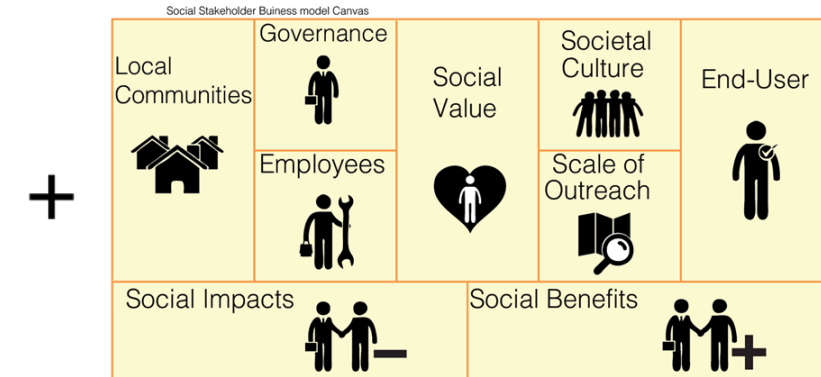 Social Stakeholder Buiness model Canvas
Local
Communities
Governance
Employees
Social
Value
Societal
Culture
Scale of
Outreach
End-User
Social Impacts
Social Benefits